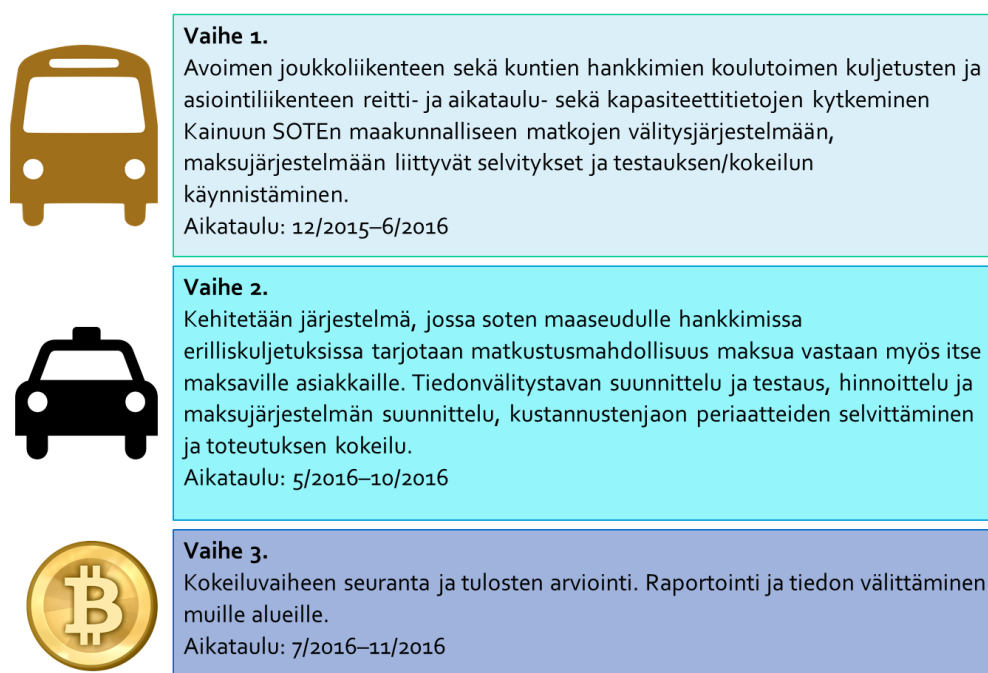 Vaihe 1.
Avoimen joukkoliikenteen sekä kuntien hankkimien koulutoimen kuljetusten ja
asiointiliikenteen reitti- ja aikataulu- sekä kapasiteettitietojen kytkeminen
Kainuun SOTEn maakunnalliseen matkojen välitysjärjestelmään,
maksujärjestelmään liittyvät selvitykset ja testauksen/kokeilun
käynnistäminen.
Aikataulu: 12/2015–6/2016
Vaihe 2.
Kehitetään järjestelmä, jossa soten maaseudulle hankkimissa
erilliskuljetuksissa tarjotaan matkustusmahdollisuus maksua vastaan myös itse
maksaville asiakkaille. Tiedonvälitystavan suunnittelu ja testaus, hinnoittelu ja
maksujärjestelmän suunnittelu, kustannustenjaon periaatteiden selvittäminen
ja toteutuksen kokeilu.
Aikataulu: 5/2016–10/2016
Vaihe 3.
Kokeiluvaiheen seuranta ja tulosten arviointi. Raportointi ja tiedon välittäminen
muille alueille.
Aikataulu: 7/2016–11/2016